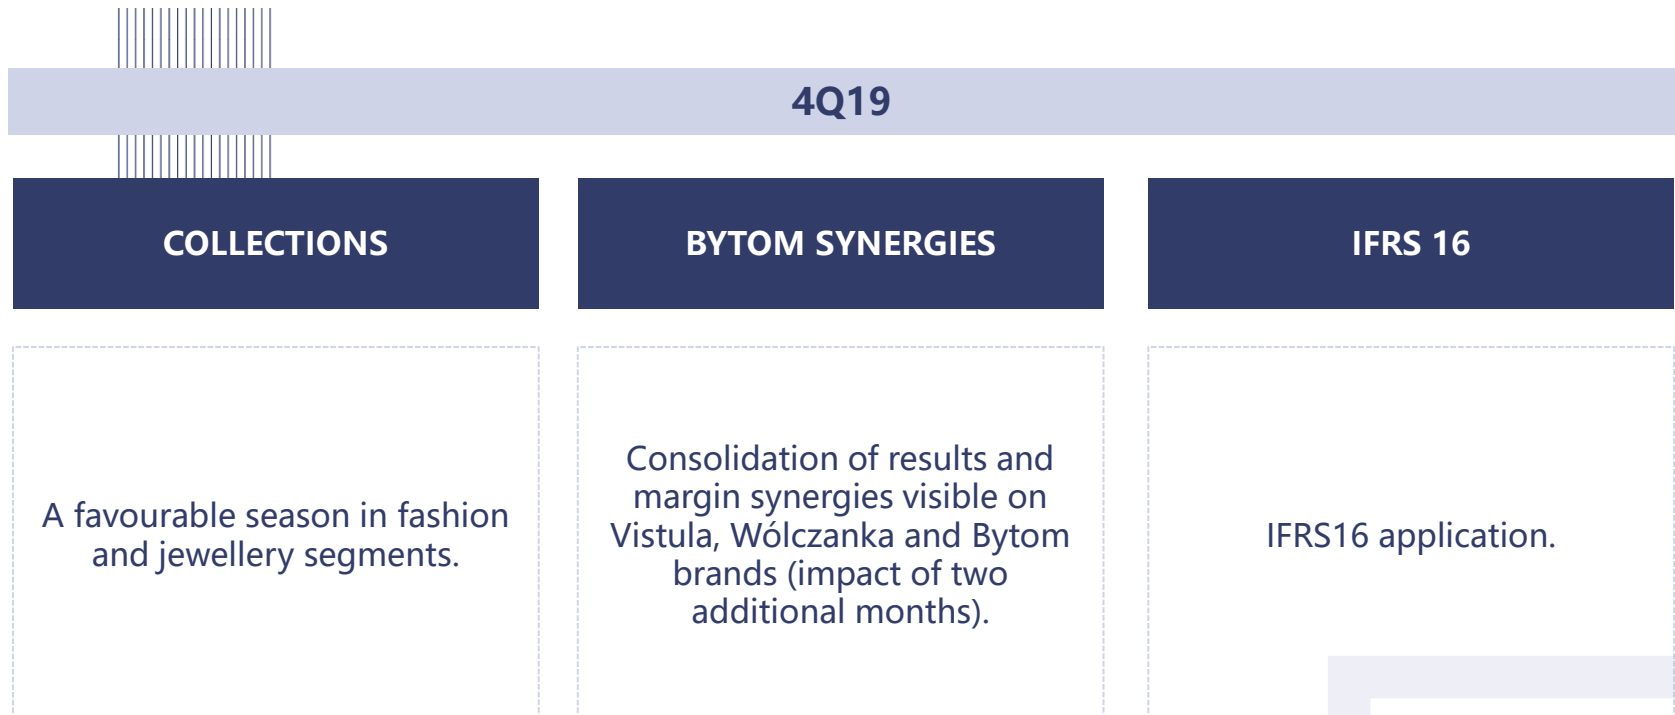 4Q19
COLLECTIONS
BYTOM SYNERGIES
IFRS 16
A favourable season in fashion
and jewellery segments.
Consolidation of results and
margin synergies visible on
Vistula, Wólczanka and Bytom
brands (impact of two
additional months).
IFRS16 application.